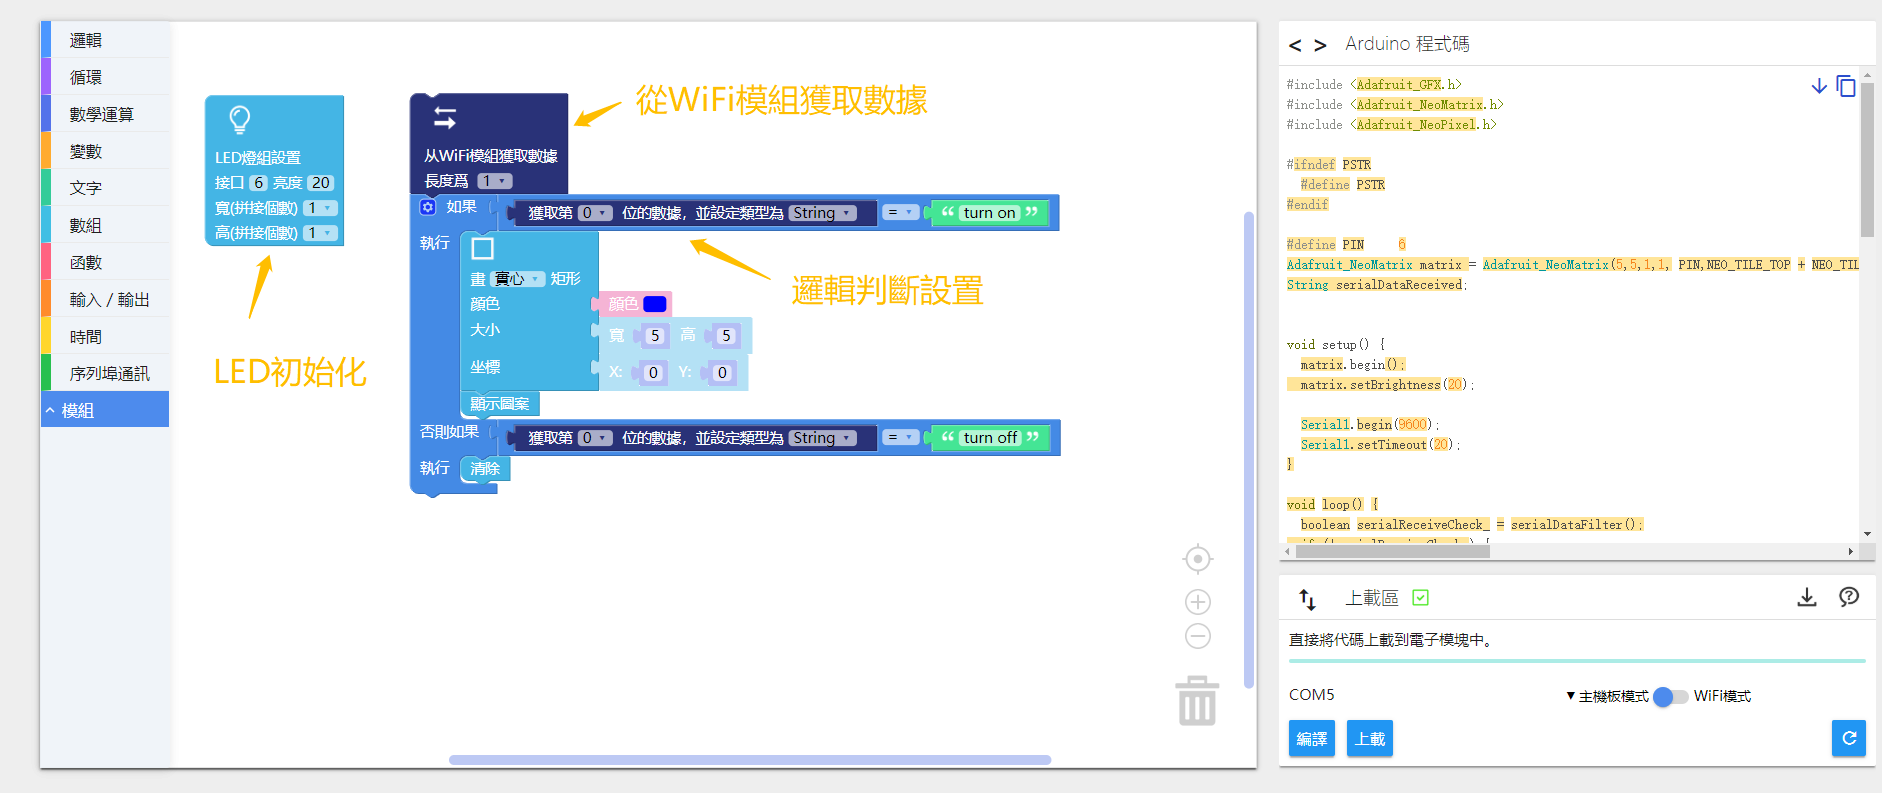 邏輯
循環
數學運算
變數
文字
數組
函數
輸入 / 輸出
時間
序列埠通訊
模組
LED燈組設置
接口 6 亮度 20
寬(拼接個數) 1
高(拼接個數) 1
LED初始化
从WiFi模組獲取數據
長度爲 1
從WiFi模組獲取數據
如果 獲取第 0 位的數據，並設定類型為 String = “ turn on ”
執行
畫 實心 矩形
顏色 顏色
大小 寬 5 高 5
坐標 X: 0 Y: 0
顯示圖案
邏輯判斷設置
否則如果 獲取第 0 位的數據，並設定類型為 String = “ turn off ”
執行 清除
< > Arduino 程式碼
#include <Adafruit_GFX.h>
#include <Adafruit_NeoMatrix.h>
#include <Adafruit_NeoPixel.h>
#ifndef PSTR
#define PSTR
#endif
#define PIN 6
Adafruit_NeoMatrix matrix = Adafruit_NeoMatrix(5,5,1,1, PIN,NEO_TILE_TOP + NEO_TIL
String serialDataReceived;
void setup() {
matrix.begin();
matrix.setBrightness(20);
Serial1.begin(9600);
Serial1.setTimeout(20);
}
void loop() {
boolean serialReceiveCheck_ = serialDataFilter();
上載區
直接將代碼上載到電子模塊中。
COM5
主機板模式 WiFi模式
編譯 上載